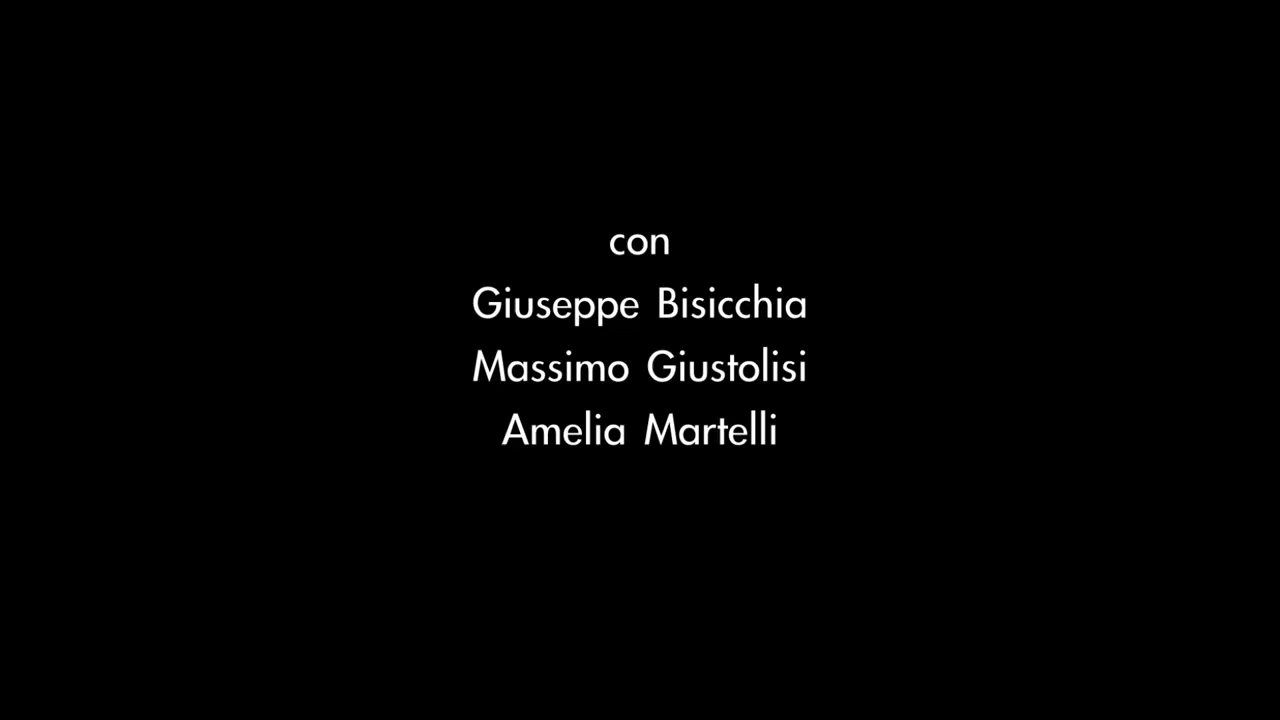 con
Giuseppe Bisicchia
Massimo Giustolisi
Amelia Martelli